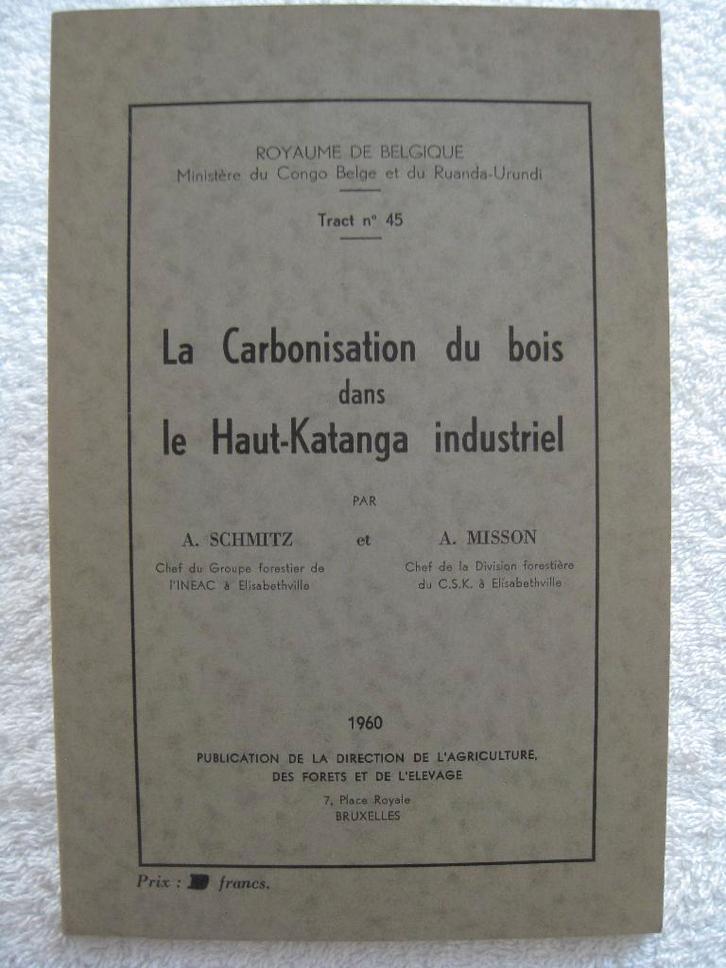 ROYAUME DE BELGIQUE
Ministère du Congo Belge et du Ruanda-Urundi
Tract n° 45
La Carbonisation du bois
dans
le Haut-Katanga industriel
PAR
A. SCHMITZ et A. MISSON
Chef du Groupe forestier de
l'INEAC à Elisabethville
Chef de la Division forestière
du C.S.K. à Elisabethville
1960
PUBLICATION DE LA DIRECTION DE L'AGRICULTURE,
DES FORETS ET DE L'ELEVAGE
7, Place Royale
BRUXELLES
Prix : francs.